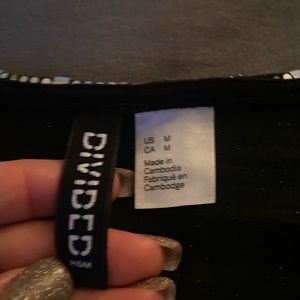 DIVIDED
H&M
US M
CA M
Made in
Cambodia
Fabriqué en
Cambodge